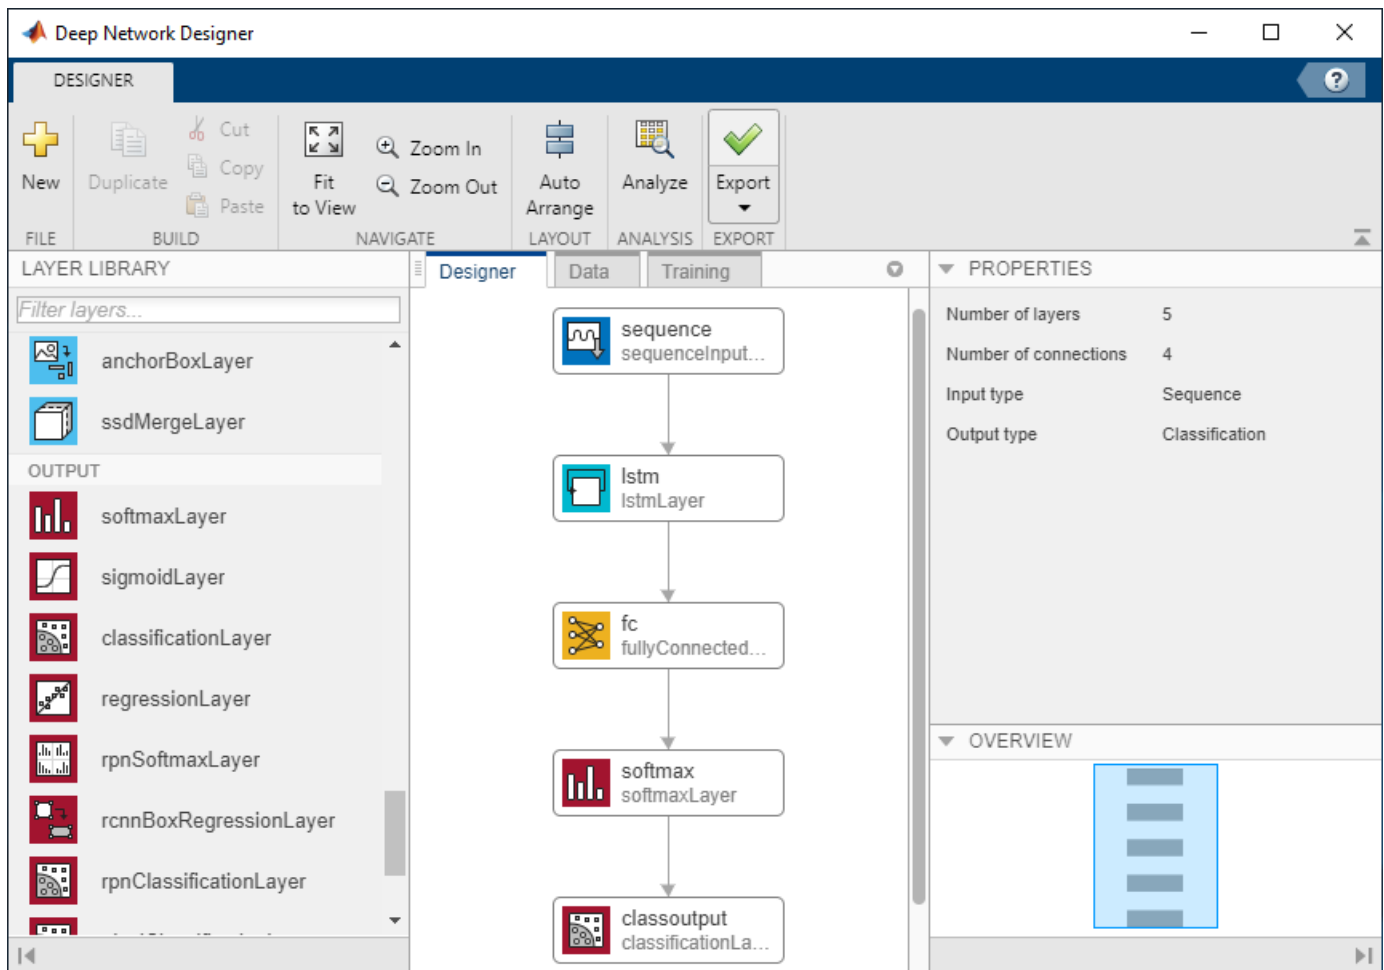 Deep Network Designer
DESIGNER
?
New
Duplicate
Cut
Copy
Paste
Fit
to View
Zoom In
Zoom Out
Auto
Arrange
Analyze
Export
FILE
BUILD
NAVIGATE
LAYOUT
ANALYSIS
EXPORT
LAYER LIBRARY
Filter layers...
anchorBoxLayer
ssdMergeLayer
OUTPUT
softmaxLayer
sigmoidLayer
classificationLayer
regressionLayer
rpnSoftmaxLayer
rcnnBoxRegressionLayer
rpnClassificationLayer
Designer
Data
Training
sequence
sequenceInput...
lstm
lstmLayer
fc
fullyConnected...
softmax
softmaxLayer
classoutput
classificationLa...
PROPERTIES
Number of layers 5
Number of connections 4
Input type Sequence
Output type Classification
OVERVIEW